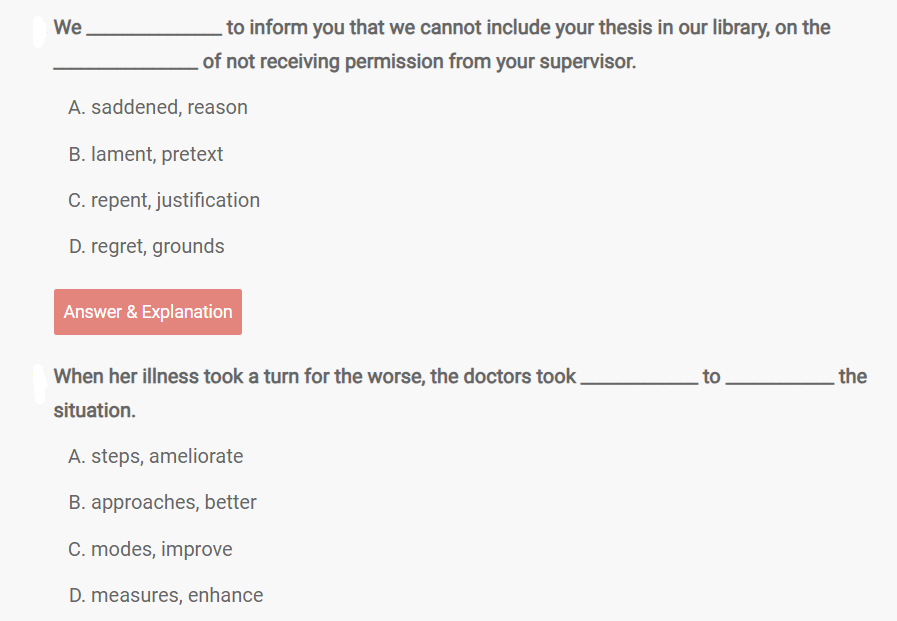 We ______________ to inform you that we cannot include your thesis in our library, on the
_______________ of not receiving permission from your supervisor.
A. saddened, reason
B. lament, pretext
C. repent, justification
D. regret, grounds
Answer & Explanation
When her illness took a turn for the worse, the doctors took ____________ to ___________ the
situation.
A. steps, ameliorate
B. approaches, better
C. modes, improve
D. measures, enhance